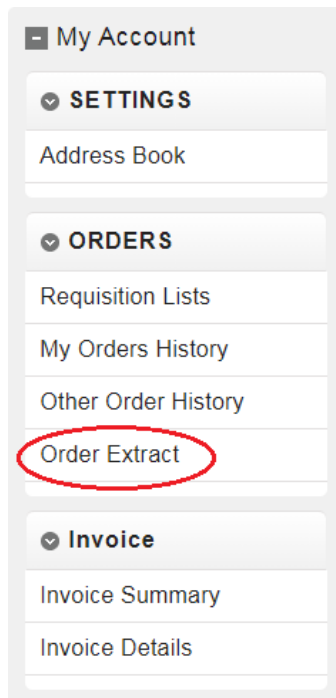 My Account
SETTINGS
Address Book
ORDERS
Requisition Lists
My Orders History
Other Order History
Order Extract
Invoice
Invoice Summary
Invoice Details